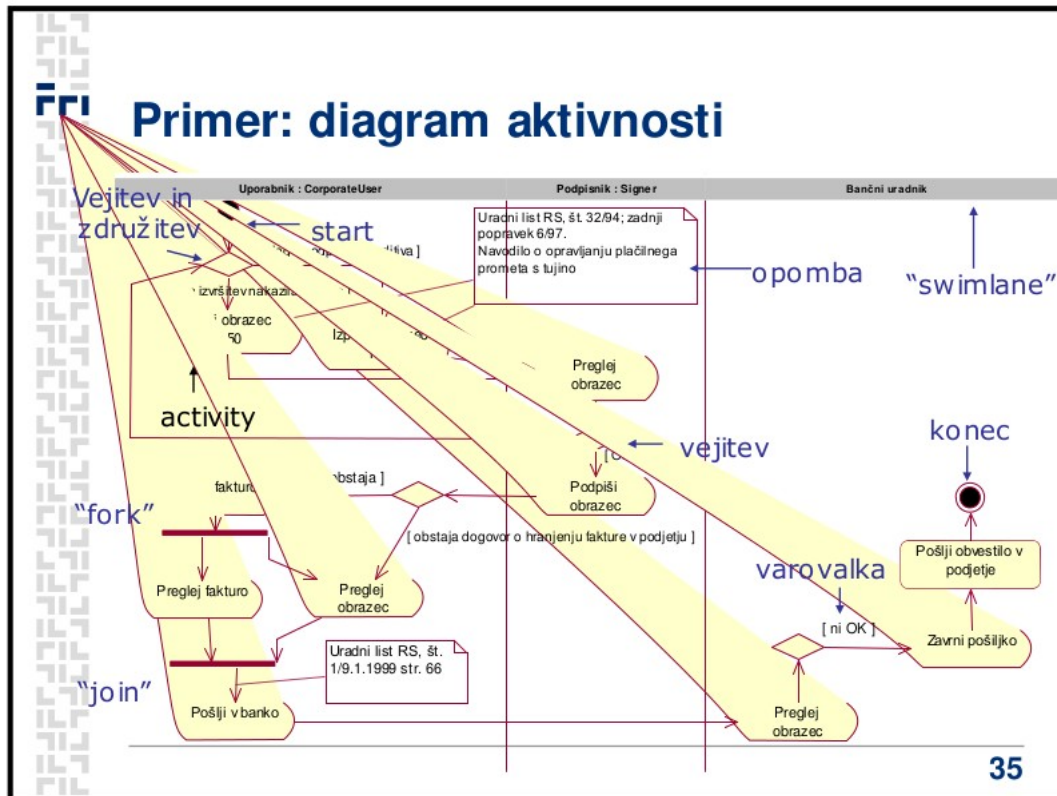 Primer: diagram aktivnosti
Uporabnik : CorporateUser
Podpisnik : Signer
Bančni uradnik
Vejitev in
združitev
start
Uradni list RS, št. 32/94; zadnji
popravek 6/97.
Navodilo o opravljanju plačilnega
prometa s tujino
opomba
"swimlane"
izvršitev nakazila
obrazec
50
Preglej
obrazec
activity
vejitev
konec
Podpiši
obrazec
obstaja ]
"fork"
[ obstaja dogovor o hranjenju fakture v podjetju ]
Pošlji obvestilo v
podjetje
varovalka
Preglej fakturo
Preglej
obrazec
[ ni OK ]
Zavrni pošiljko
Uradni list RS, št.
1/9.1.1999 str. 66
"join"
Pošlji v banko
Preglej
obrazec
35